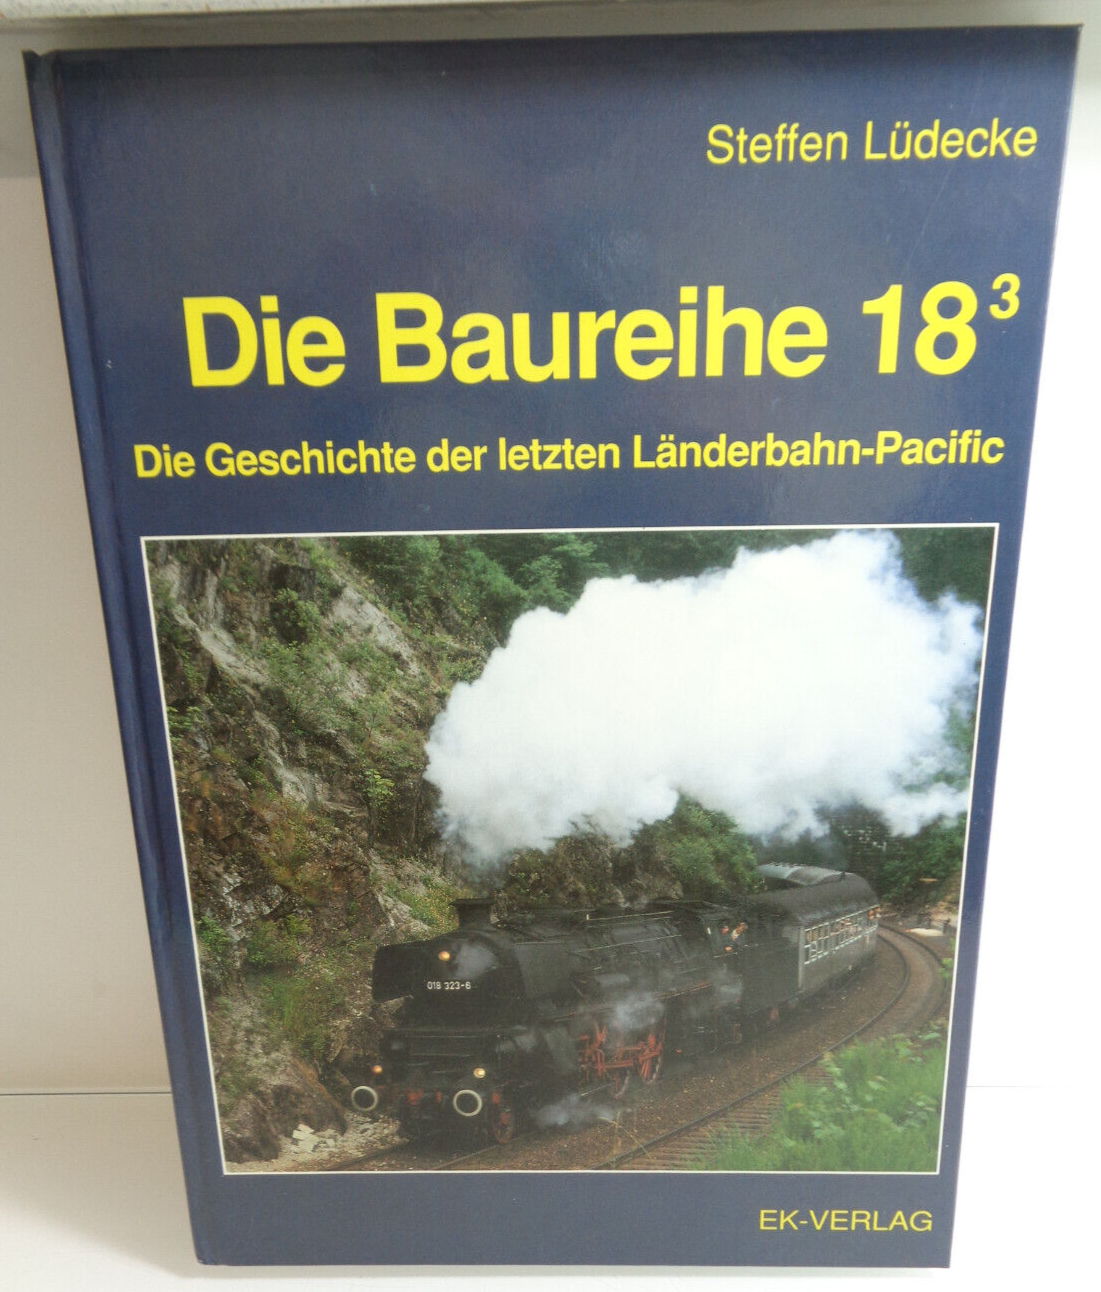 Steffen Lüdecke
Die Baureihe 18³
Die Geschichte der letzten Länderbahn-Pacific
018 323-6
EK-VERLAG